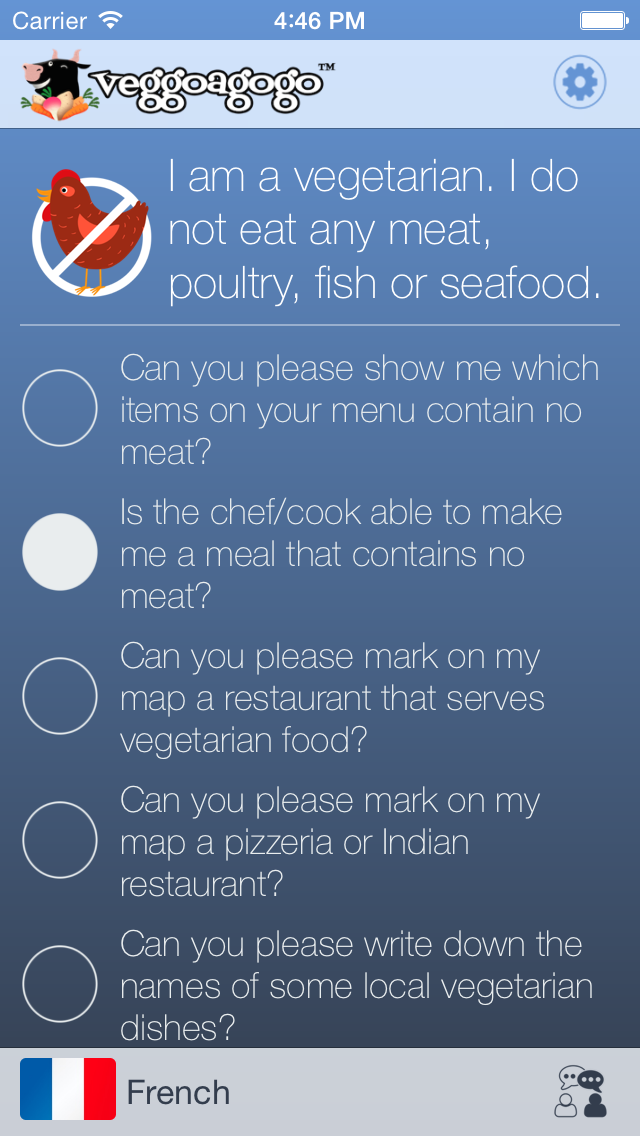 Carrier 4:46 PM
veggoagogo™
I am a vegetarian. I do
not eat any meat,
poultry, fish or seafood.
Can you please show me which
items on your menu contain no
meat?
Is the chef/cook able to make
me a meal that contains no
meat?
Can you please mark on my
map a restaurant that serves
vegetarian food?
Can you please mark on my
map a pizzeria or Indian
restaurant?
Can you please write down the
names of some local vegetarian
dishes?
French